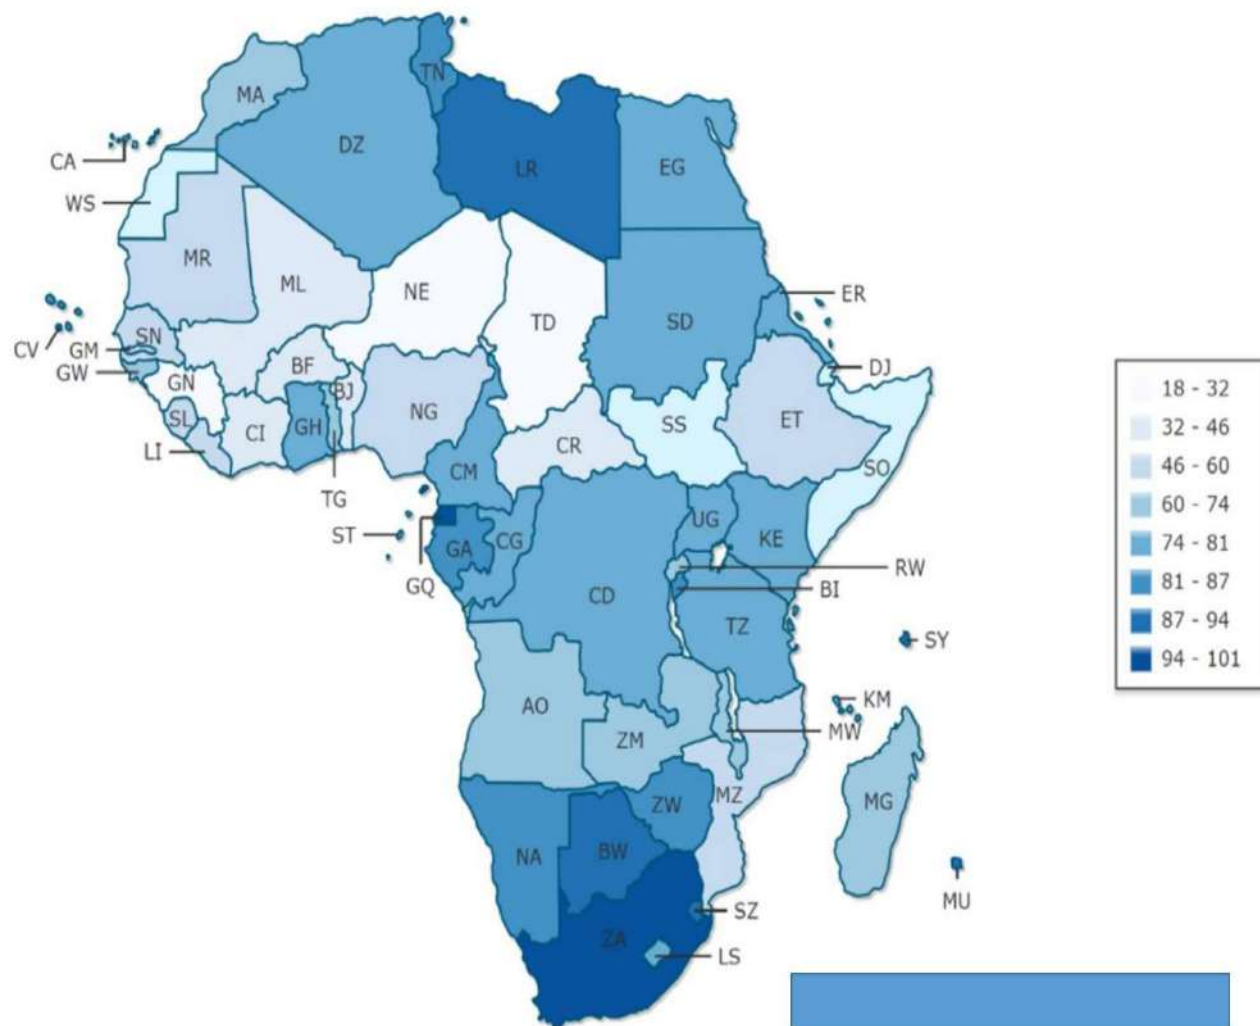 TN
MA
DZ
CA
LR
EG
WS
MR
ML
NE
ER
TD
SD
SN
CV
GM
GW
BF
DJ
GN
BJ
18 - 32
NG
ET
SL
CI
GH
SS
32 - 46
CR
LI
SO
46 - 60
CM
TG
60 - 74
UG
ST
GA
CG
KE
74 - 81
RW
GQ
CD
BI
81 - 87
TZ
87 - 94
SY
94 - 101
KM
AO
ZM
MW
MZ
ZW
MG
NA
BW
MU
SZ
ZA
LS